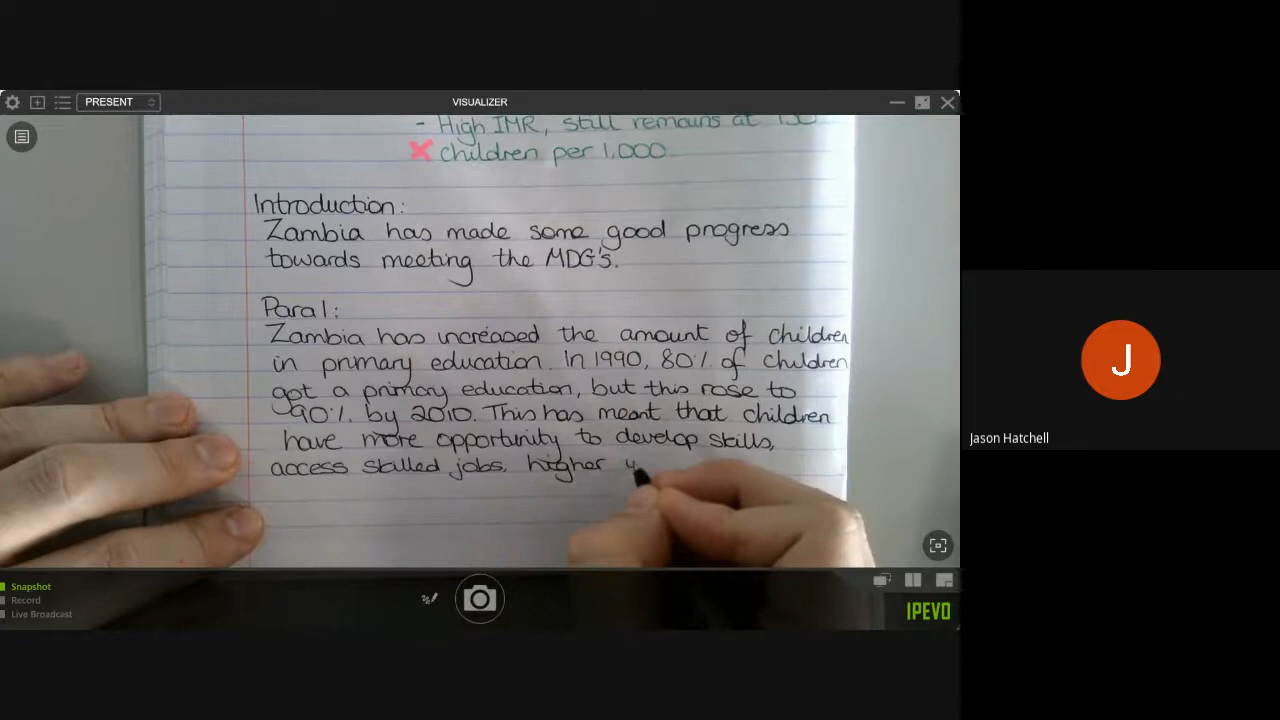 PRESENT
VISUALIZER
- High IMR, still remains at
children per 1,000.
Introduction:
Zambia has made some good progress
towards meeting the MDG's.
Para 1:
Zambia has increased the amount of children
in primary education. In 1990, 80% of children
got a primary education, but this rose to
90%. by 2010. This has meant that children
have more opportunity to develop skills,
access skilled jobs, higher
J
Jason Hatchell
Snapshot
Record
Live Broadcast
IPEVO